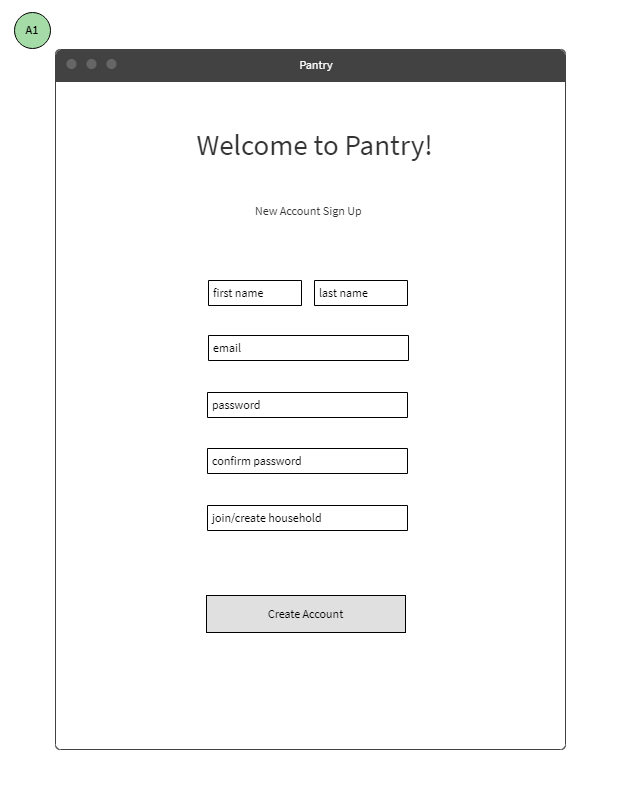 A1
Pantry
Welcome to Pantry!
New Account Sign Up
first name last name
email
password
confirm password
join/create household
Create Account